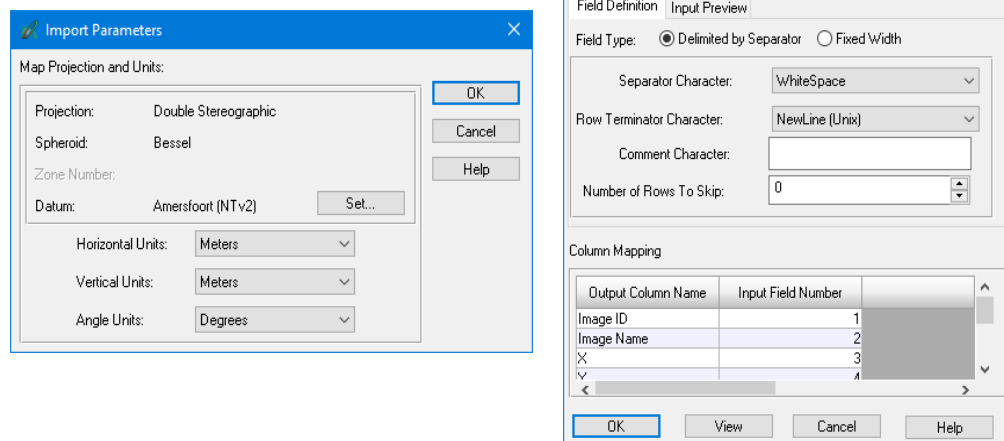 Import Parameters
Map Projection and Units:
Projection: Double Stereographic
Spheroid: Bessel
Zone Number:
Datum: Amersfoort (NTv2) Set...
Horizontal Units: Meters
Vertical Units: Meters
Angle Units: Degrees
OK
Cancel
Help
Field Definition Input Preview
Field Type: Delimited by Separator Fixed Width
Separator Character: WhiteSpace
Row Terminator Character: NewLine (Unix)
Comment Character:
Number of Rows To Skip: 0
Column Mapping
Output Column Name Input Field Number
Image ID 1
Image Name 2
X 3
Y 4
OK View Cancel Help